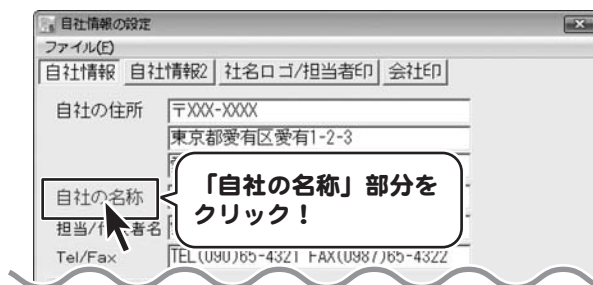 自社情報の設定
ファイル(F)
自社情報 自社情報2 社名ロゴ/担当者印 会社印
自社の住所 〒XXX-XXXX
東京都愛有区愛有1-2-3
自社の名称
「自社の名称」部分を
クリック!
担当/ 者名
Tel/Fax TEL(090)65-4321 FAX(0987)65-4322